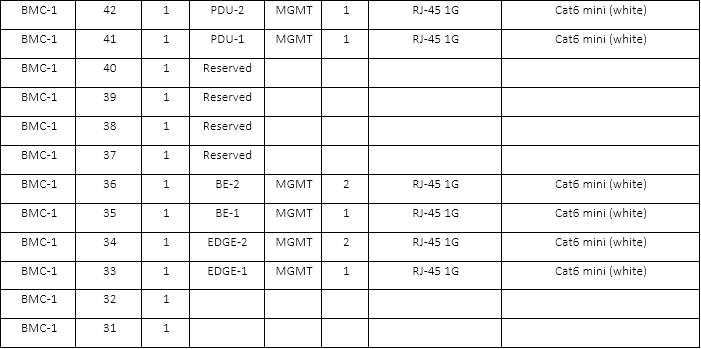 BMC-1 42 1 PDU-2 MGMT 1 RJ-45 1G Cat6 mini (white)
BMC-1 41 1 PDU-1 MGMT 1 RJ-45 1G Cat6 mini (white)
BMC-1 40 1 Reserved
BMC-1 39 1 Reserved
BMC-1 38 1 Reserved
BMC-1 37 1 Reserved
BMC-1 36 1 BE-2 MGMT 2 RJ-45 1G Cat6 mini (white)
BMC-1 35 1 BE-1 MGMT 1 RJ-45 1G Cat6 mini (white)
BMC-1 34 1 EDGE-2 MGMT 2 RJ-45 1G Cat6 mini (white)
BMC-1 33 1 EDGE-1 MGMT 1 RJ-45 1G Cat6 mini (white)
BMC-1 32 1
BMC-1 31 1